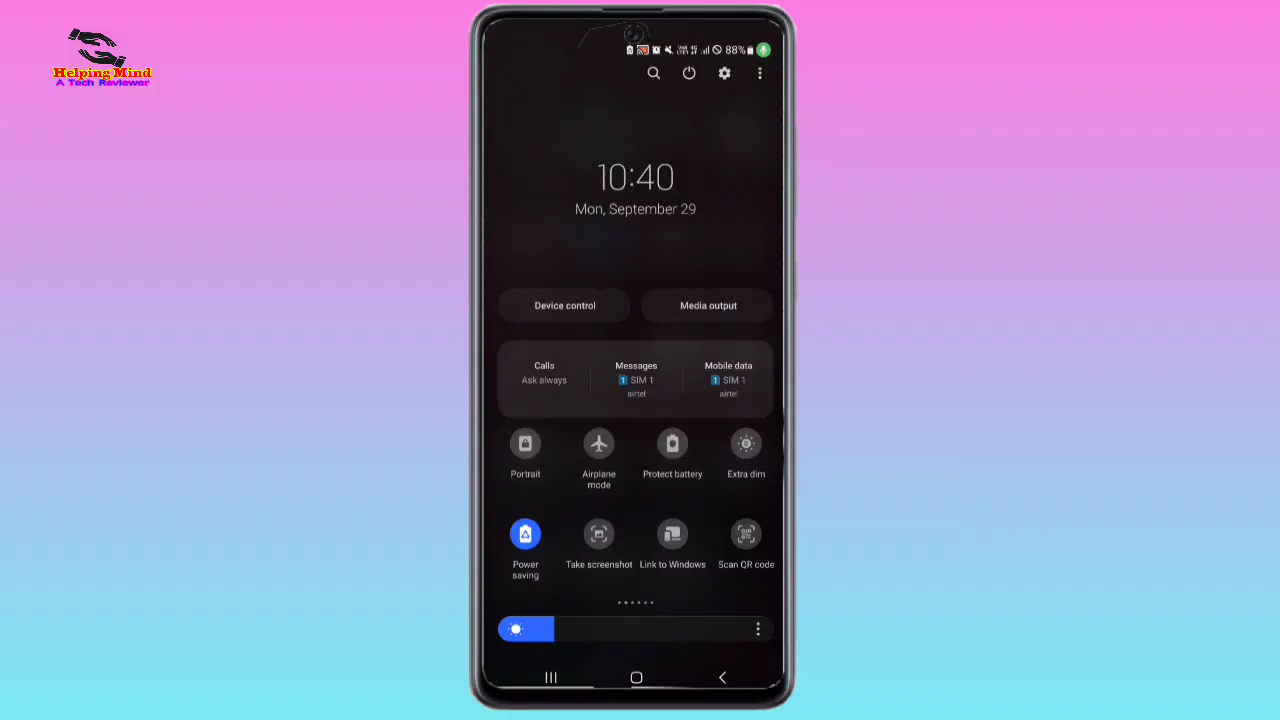 Helping Mind
A Tech Reviewer
88%
10:40
Mon, September 29
Device control
Media output
Calls
Messages
Mobile data
Ask always
1 SIM 1
1 SIM 1
airtel
airtel
Portrait
Airplane mode
Protect battery
Extra dim
Power saving
Take screenshot
Link to Windows
Scan QR code